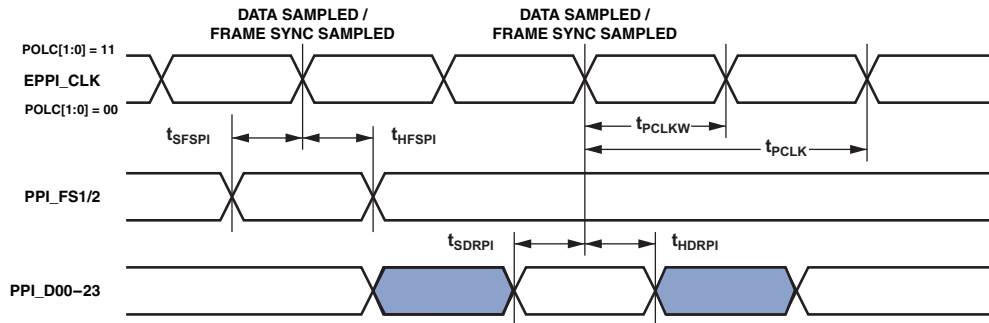 DATA SAMPLED /
FRAME SYNC SAMPLED
DATA SAMPLED /
FRAME SYNC SAMPLED
POLC[1:0] = 11
EPPI_CLK
POLC[1:0] = 00
tSFSPI
tHFSPI
tPCLKW
tPCLK
PPI_FS1/2
tSDRPI
tHDRPI
PPI_D00–23